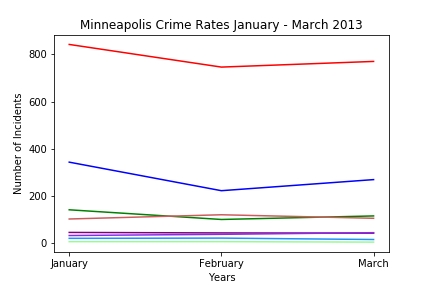 Minneapolis Crime Rates January - March 2013
Number of Incidents
800
600
400
200
0
January February March
Years